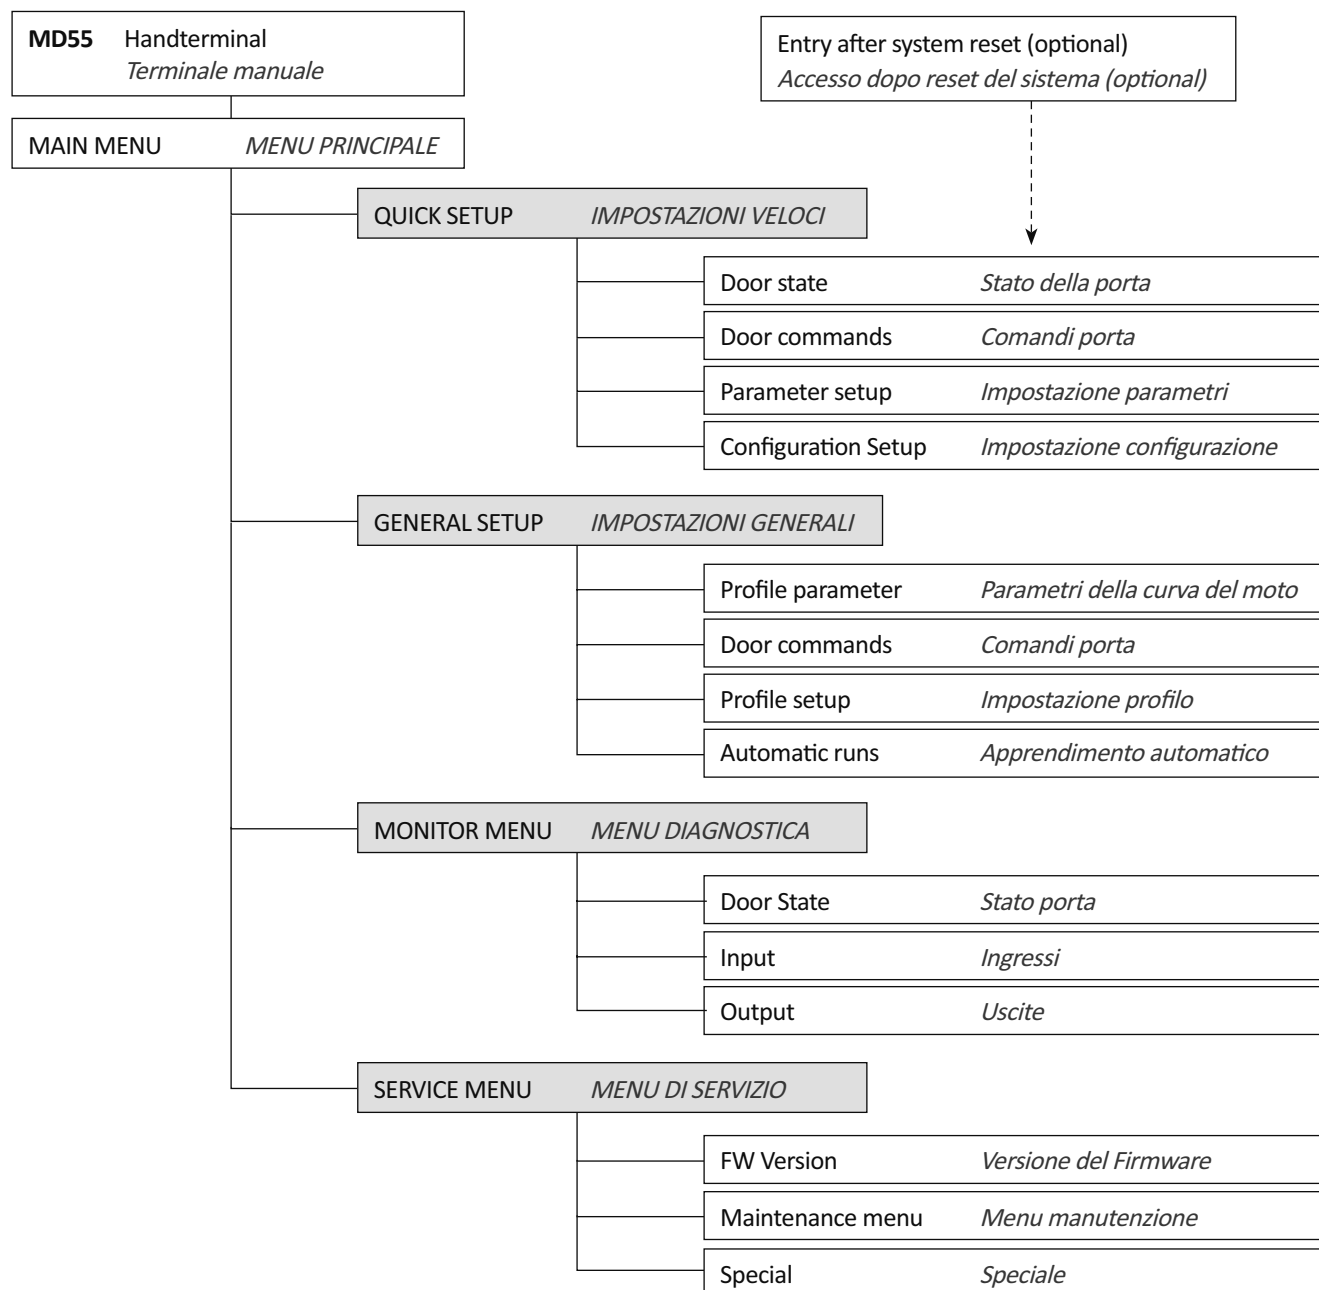 MD55 Handterminal
Terminale manuale
Entry after system reset (optional)
Accesso dopo reset del sistema (optional)
MAIN MENU MENU PRINCIPALE
QUICK SETUP IMPOSTAZIONI VELOCI
Door state Stato della porta
Door commands Comandi porta
Parameter setup Impostazione parametri
Configuration Setup Impostazione configurazione
GENERAL SETUP IMPOSTAZIONI GENERALI
Profile parameter Parametri della curva del moto
Door commands Comandi porta
Profile setup Impostazione profilo
Automatic runs Apprendimento automatico
MONITOR MENU MENU DIAGNOSTICA
Door State Stato porta
Input Ingressi
Output Uscite
SERVICE MENU MENU DI SERVIZIO
FW Version Versione del Firmware
Maintenance menu Menu manutenzione
Special Speciale